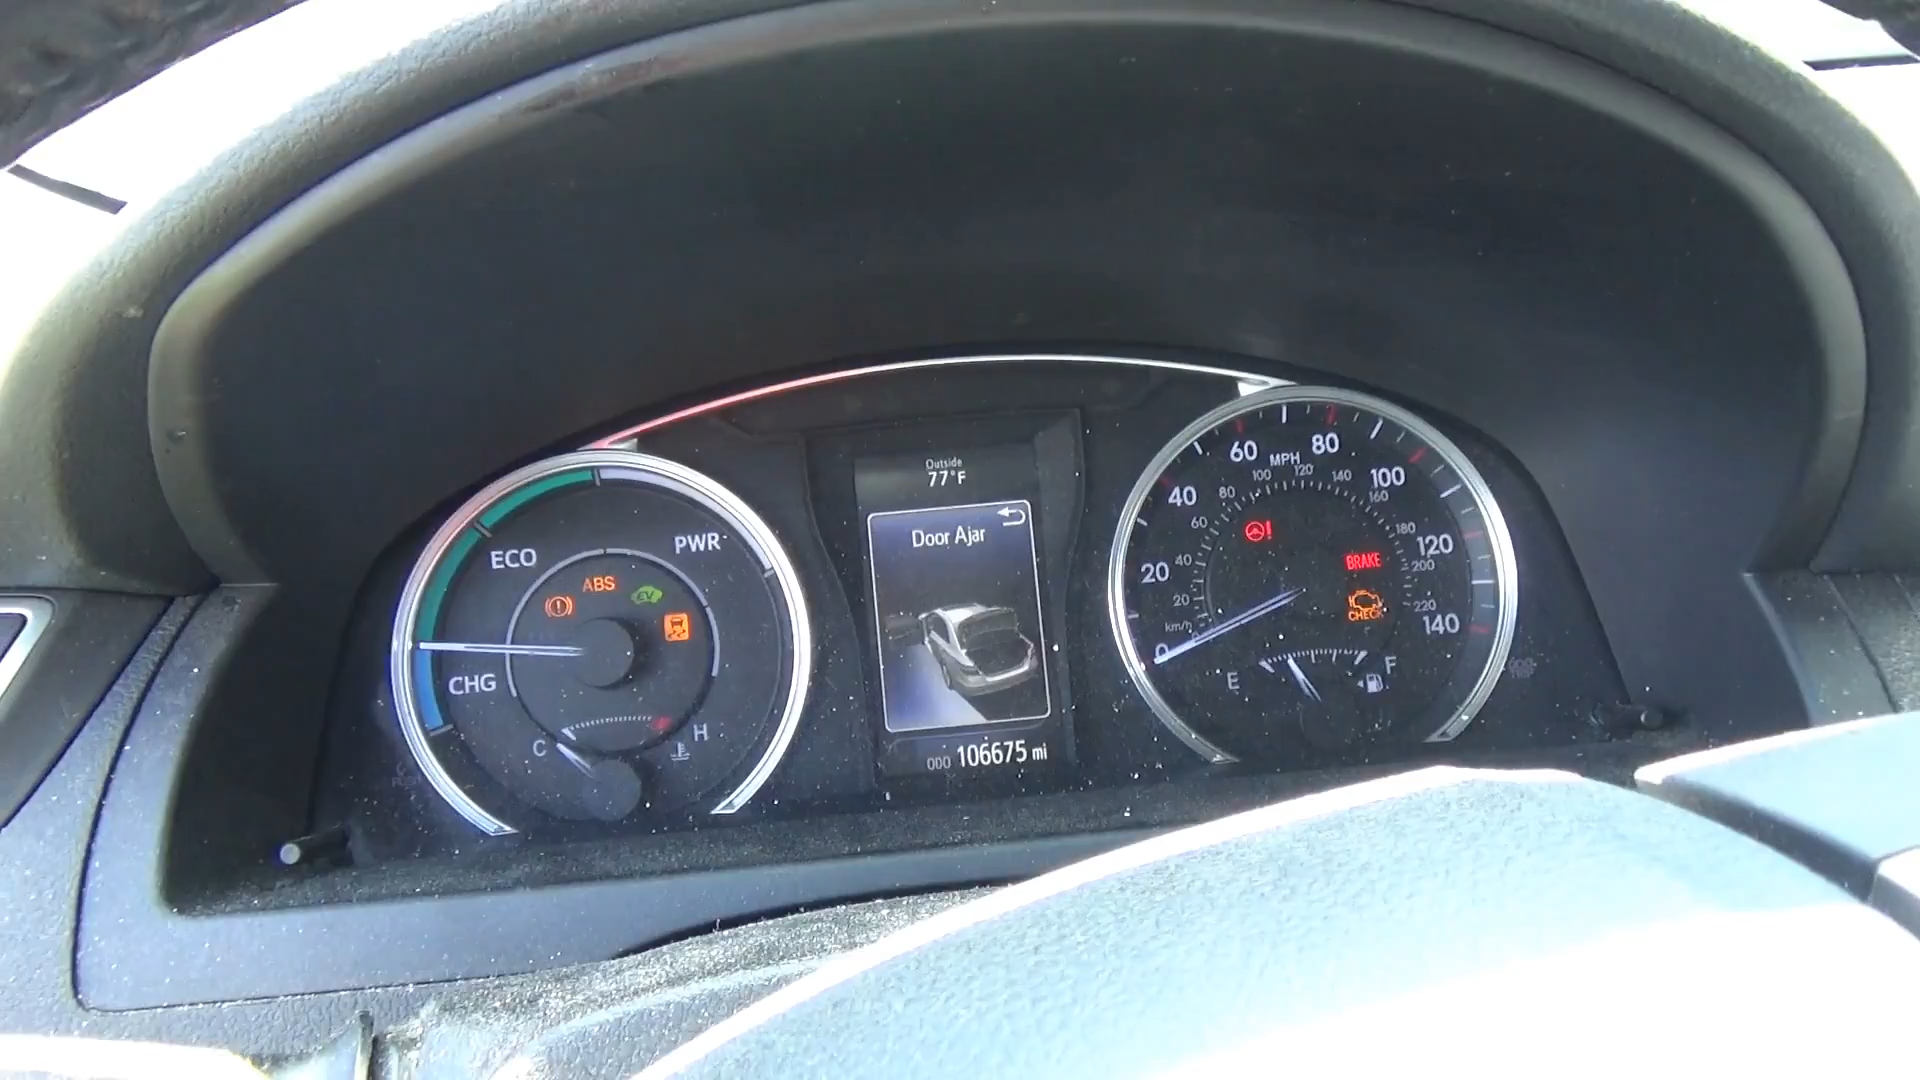 Outside
77°F
Door Ajar
ODO 106675 mi
ECO
PWR
CHG
ABS
EV
C
H
0
20
40
60
80
100
120
140
MPH
km/h
20
40
60
80
100
120
140
160
180
200
220
BRAKE
CHECK
E
F